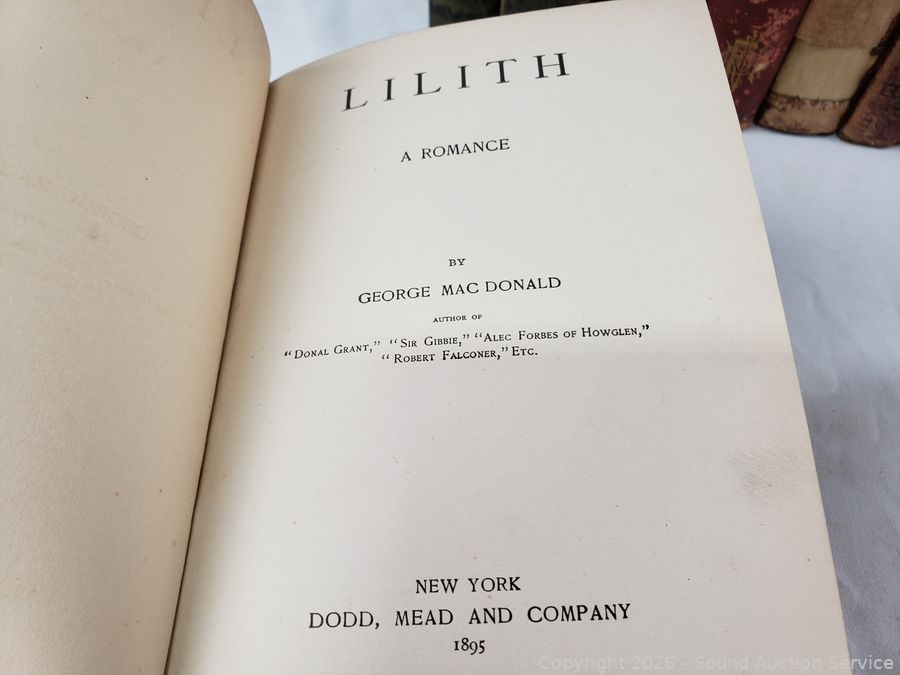 LILITH
A ROMANCE
BY
GEORGE MAC DONALD
AUTHOR OF
"DONAL GRANT," "SIR GIBBIE," "ALEC FORBES OF HOWGLEN,"
"ROBERT FALCONER," ETC.
NEW YORK
DODD, MEAD AND COMPANY
1895
Copyright 2026 - Sound Auction Service